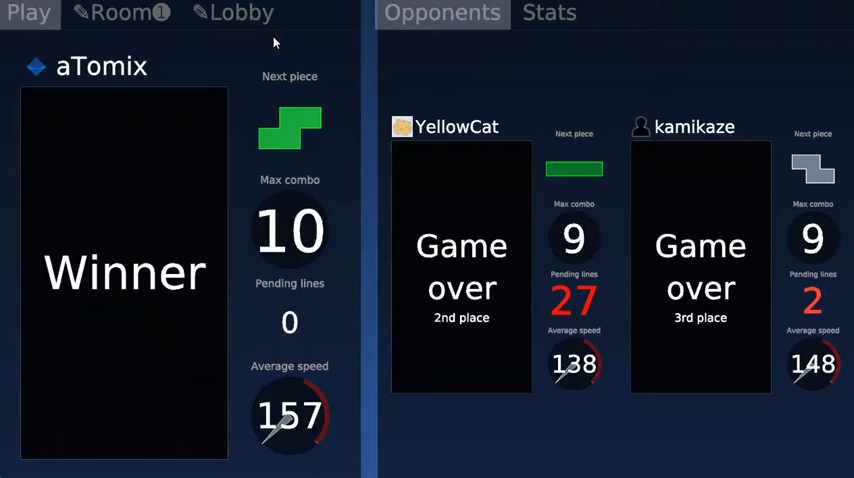 Play ✎Room❶ ✎Lobby
Opponents Stats
aTomix
Next piece
Max combo
10
Winner
Pending lines
0
Average speed
157
YellowCat
Next piece
Max combo
9
Game
over
2nd place
Pending lines
27
Average speed
138
kamikaze
Next piece
Max combo
9
Game
over
3rd place
Pending lines
2
Average speed
148